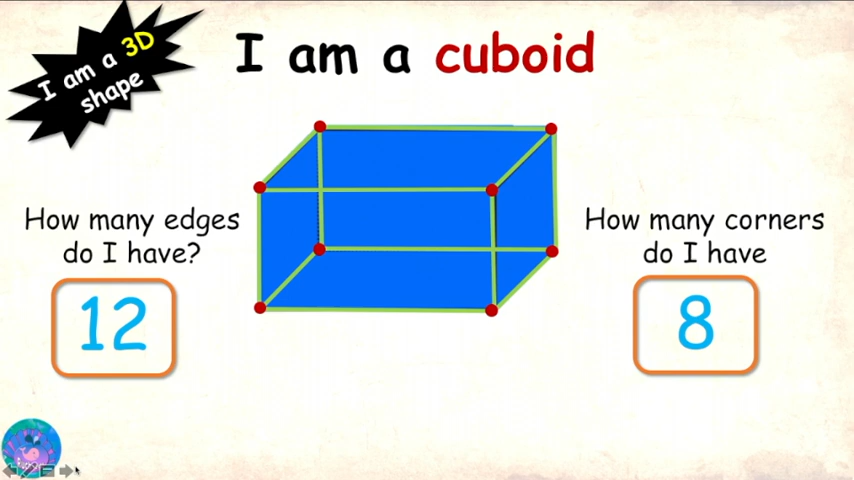 I am a 3D
shape
I am a cuboid
How many edges
do I have?
12
How many corners
do I have
8